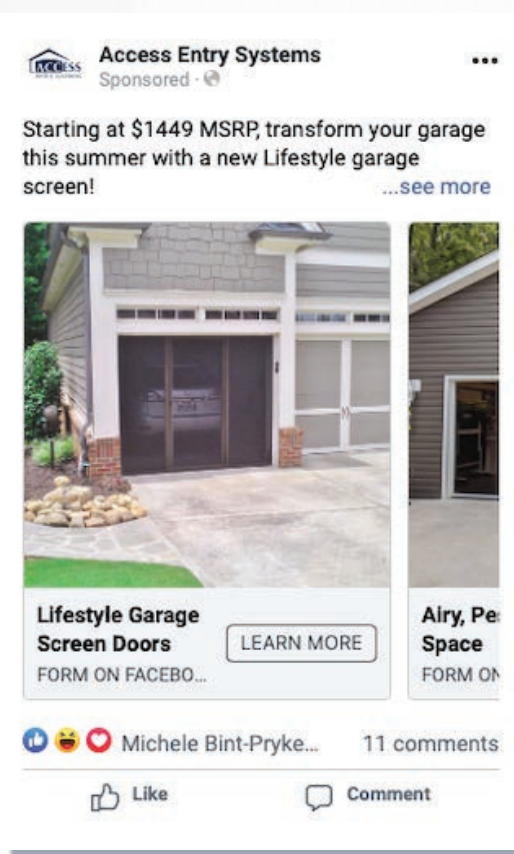 ACCESS
Access Entry Systems
Sponsored ·
Starting at $1449 MSRP, transform your garage
this summer with a new Lifestyle garage
screen!
...see more
Lifestyle Garage
Screen Doors
LEARN MORE
FORM ON FACEBO...
Airy, Pe
Space
FORM ON
Michele Bint-Pryke...
11 comments
Like
Comment